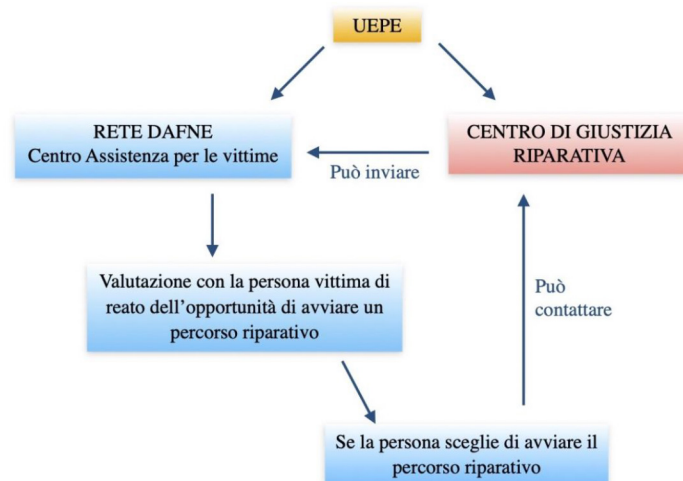 UEPE
RETE DAFNE
Centro Assistenza per le vittime
CENTRO DI GIUSTIZIA
RIPARATIVA
Può inviare
Valutazione con la persona vittima di
reato dell’opportunità di avviare un
percorso riparativo
Può
contattare
Se la persona sceglie di avviare il
percorso riparativo